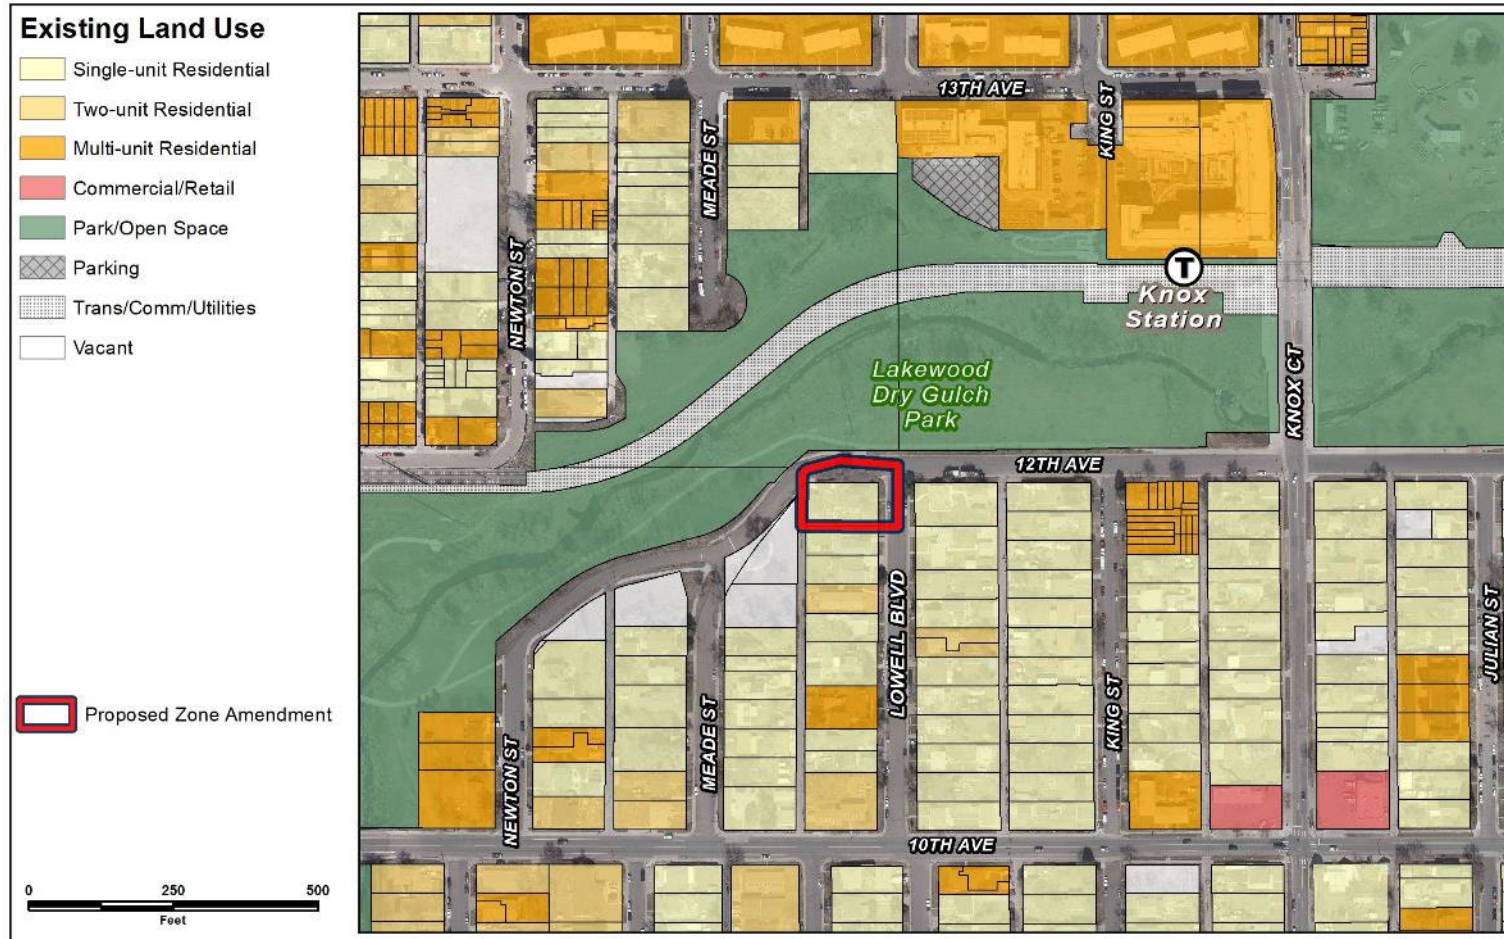 Existing Land Use
Single-unit Residential
Two-unit Residential
Multi-unit Residential
Commercial/Retail
Park/Open Space
Parking
Trans/Comm/Utilities
Vacant
Proposed Zone Amendment
0 250 500
Feet
13TH AVE
KING ST
MEADE ST
NEWTON ST
T
Knox
Station
KNOX CT
Lakewood
Dry Gulch
Park
12TH AVE
LOWELL BLVD
JULIAN ST
KING ST
MEADE ST
NEWTON ST
10TH AVE